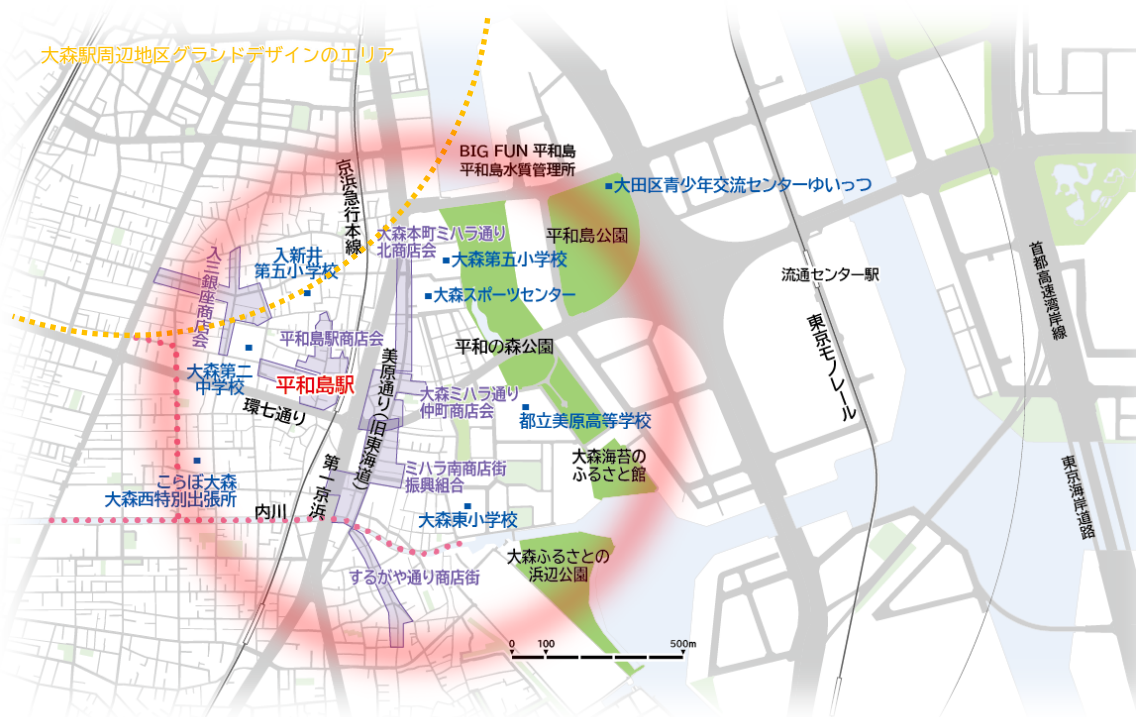 大森駅周辺地区グランドデザインのエリア
BIG FUN 平和島
平和島水質管理所
大田区青少年交流センターゆいっつ
京浜急行本線
大森本町ミハラ通り
北商店会
平和島公園
入新井
第五小学校
大森第五小学校
入三銀座商店会
首都高速湾岸線
流通センター駅
大森スポーツセンター
東京モノレール
平和島駅商店会
平和の森公園
美原通り(旧東海道)
大森第二
中学校
平和島駅
大森ミハラ通り
仲町商店会
環七通り
都立美原高等学校
大森海苔の
ふるさと館
第一京浜
ミハラ南商店街
振興組合
東京海岸道路
こらぼ大森
大森西特別出張所
内川
大森東小学校
大森ふるさとの
浜辺公園
するがや通り商店街
0 100 500m